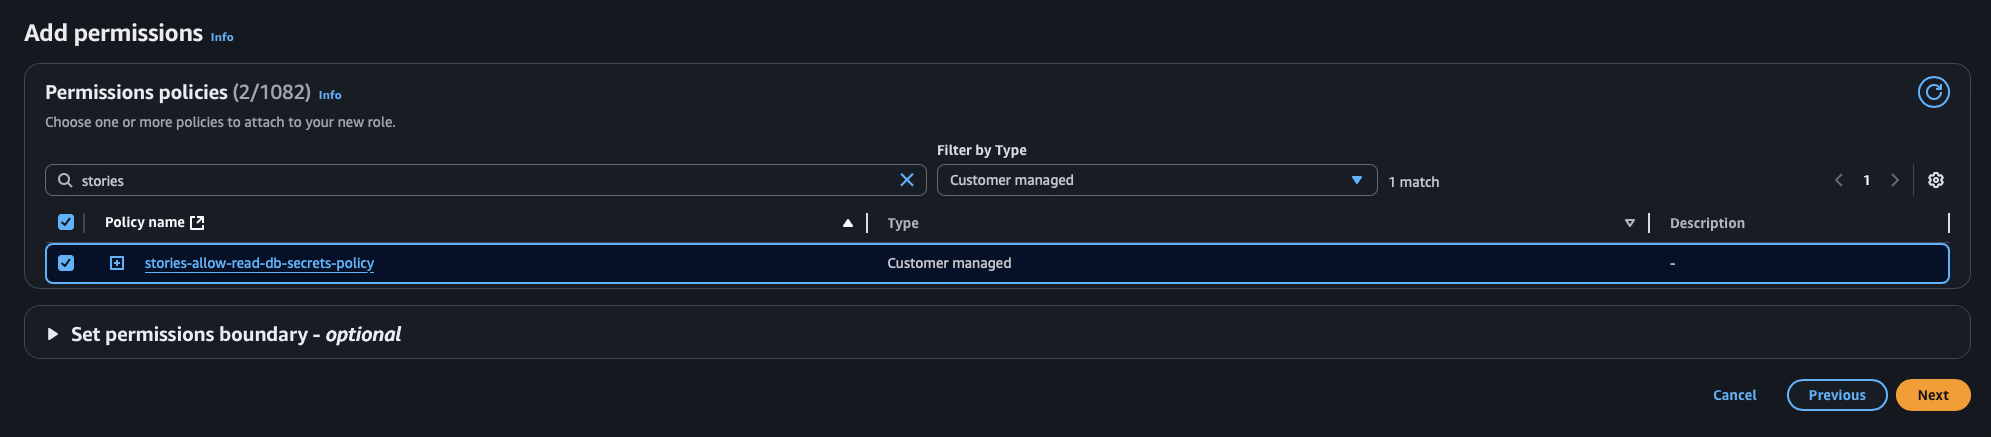 Add permissions Info
Permissions policies (2/1082) Info
Choose one or more policies to attach to your new role.
Filter by Type
stories
Customer managed
1 match
1
Policy name
Type
Description
stories-allow-read-db-secrets-policy
Customer managed
-
Set permissions boundary - optional
Cancel
Previous
Next